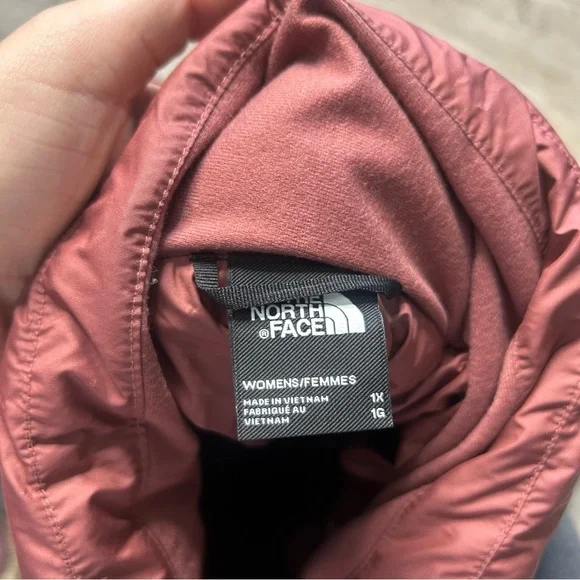 THE
NORTH
®FACE
WOMENS/FEMMES
MADE IN VIETNAM 1X
FABRIQUÉ AU 1G
VIETNAM